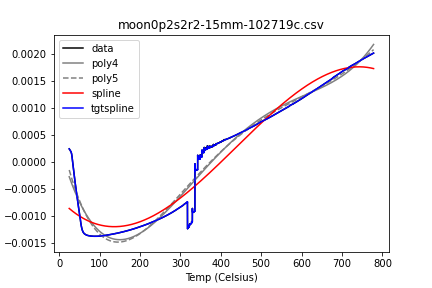 moon0p2s2r2-15mm-102719c.csv
data
poly4
poly5
spline
tgtspline
0.0020
0.0015
0.0010
0.0005
0.0000
−0.0005
−0.0010
−0.0015
0 100 200 300 400 500 600 700 800
Temp (Celsius)